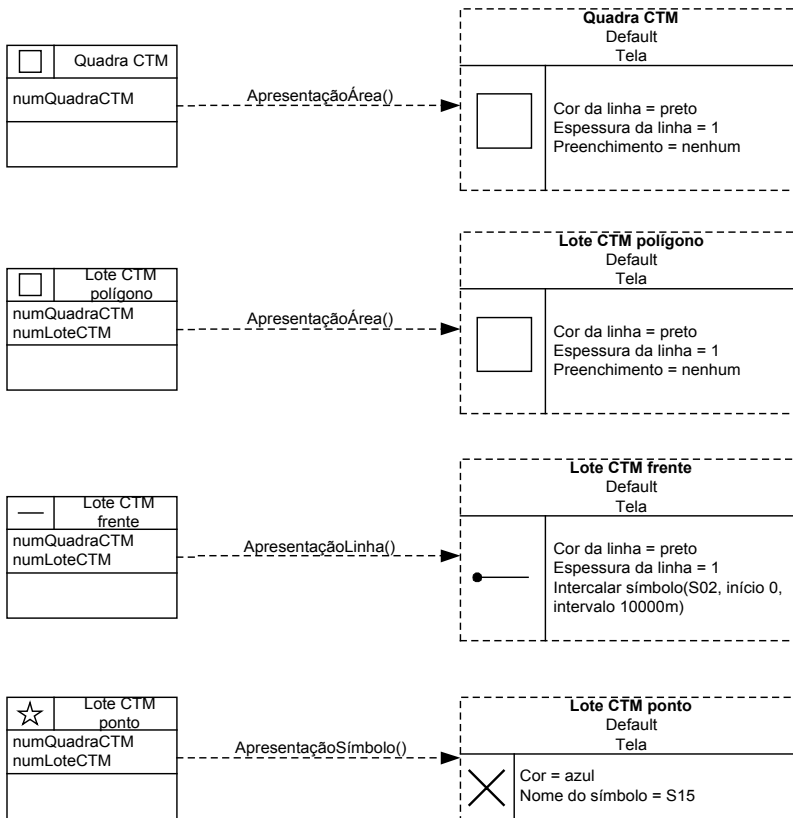 Quadra CTM
numQuadraCTM
ApresentaçãoÁrea()
Quadra CTM
Default
Tela
Cor da linha = preto
Espessura da linha = 1
Preenchimento = nenhum
Lote CTM
polígono
numQuadraCTM
numLoteCTM
ApresentaçãoÁrea()
Lote CTM polígono
Default
Tela
Cor da linha = preto
Espessura da linha = 1
Preenchimento = nenhum
Lote CTM
frente
numQuadraCTM
numLoteCTM
ApresentaçãoLinha()
Lote CTM frente
Default
Tela
Cor da linha = preto
Espessura da linha = 1
Intercalar símbolo(S02, início 0,
intervalo 10000m)
Lote CTM
ponto
numQuadraCTM
numLoteCTM
ApresentaçãoSímbolo()
Lote CTM ponto
Default
Tela
Cor = azul
Nome do símbolo = S15